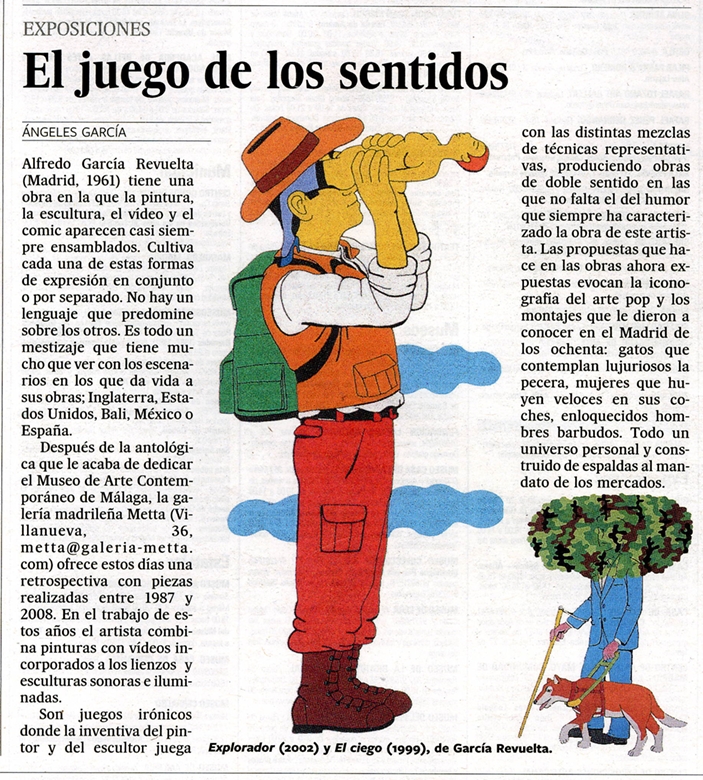 EXPOSICIONES
El juego de los sentidos
ÁNGELES GARCÍA
Alfredo García Revuelta
(Madrid, 1961) tiene una
obra en la que la pintura,
la escultura, el vídeo y el
comic aparecen casi siem-
pre ensamblados. Cultiva
cada una de estas formas
de expresión en conjunto
o por separado. No hay un
lenguaje que predomine
sobre los otros. Es todo un
mestizaje que tiene mu-
cho que ver con los escena-
rios en los que da vida a
sus obras; Inglaterra, Esta-
dos Unidos, Bali, México o
España.
Después de la antológi-
ca que le acaba de dedicar
el Museo de Arte Contem-
poráneo de Málaga, la ga-
lería madrileña Metta (Vi-
llanueva, 36,
metta@galeria-metta.
com) ofrece estos días una
retrospectiva con piezas
realizadas entre 1987 y
2008. En el trabajo de es-
tos años el artista combi-
na pinturas con vídeos in-
corporados a los lienzos y
esculturas sonoras e ilumi-
nadas.
Son juegos irónicos
donde la inventiva del pin-
tor y del escultor juega
con las distintas mezclas
de técnicas representati-
vas, produciendo obras
de doble sentido en las
que no falta el del humor
que siempre ha caracteri-
zado la obra de este artis-
ta. Las propuestas que ha-
ce en las obras ahora ex-
puestas evocan la icono-
grafía del arte pop y los
montajes que le dieron a
conocer en el Madrid de
los ochenta: gatos que
contemplan lujuriosos la
pecera, mujeres que hu-
yen veloces en sus co-
ches, enloquecidos hom-
bres barbudos. Todo un
universo personal y cons-
truido de espaldas al man-
dato de los mercados.
Explorador (2002) y El ciego (1999), de García Revuelta.